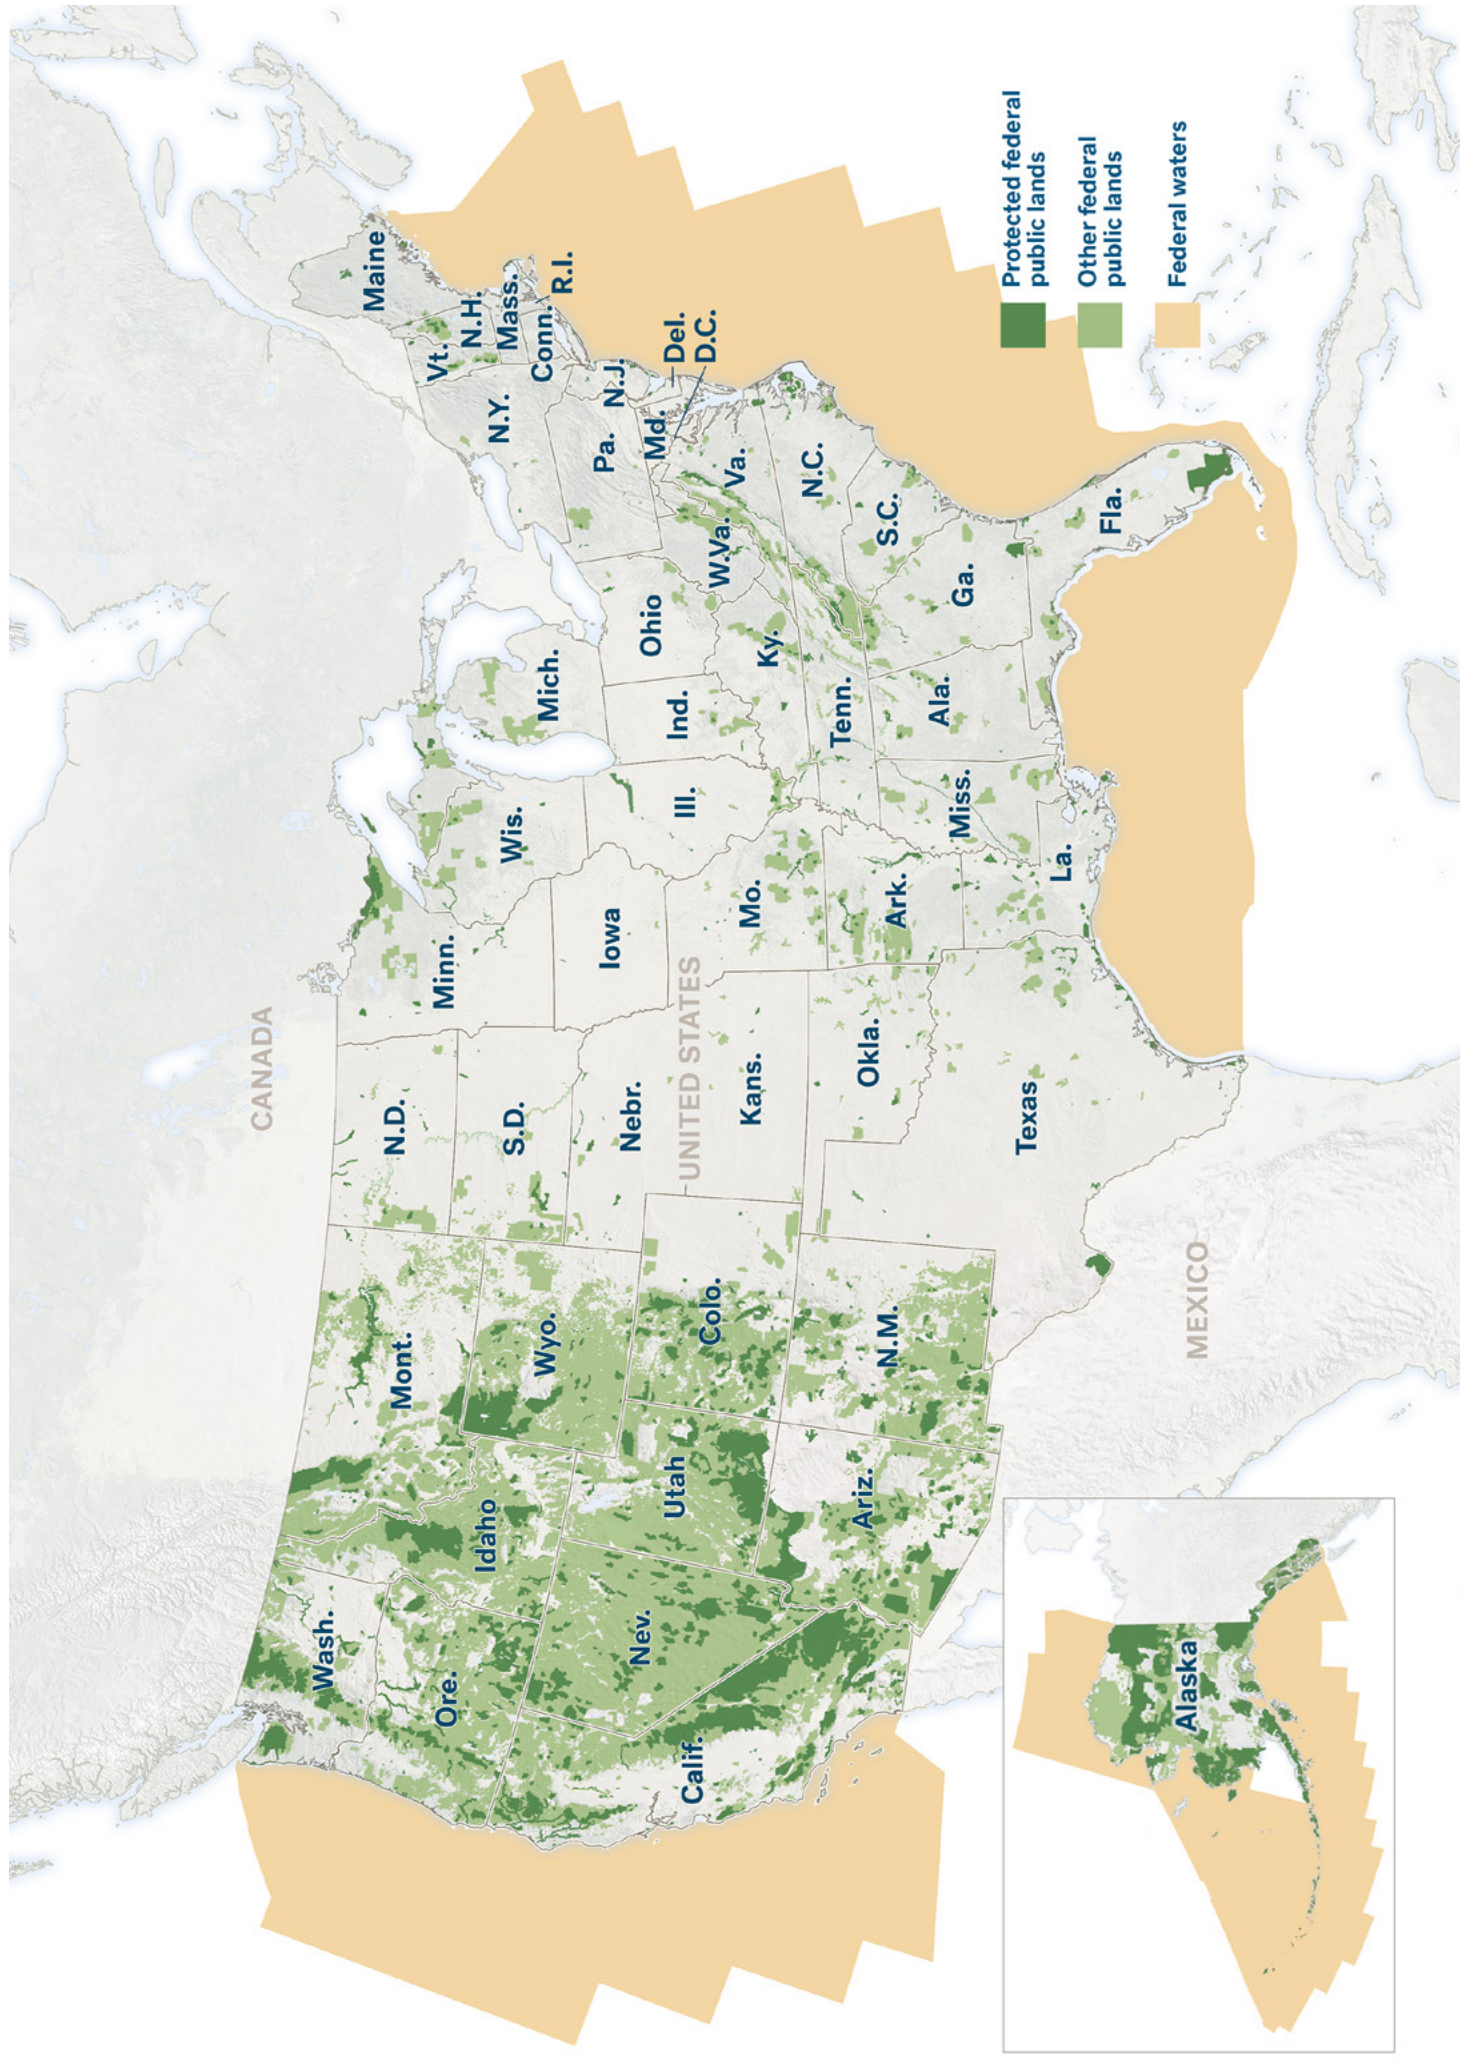 CANADA
Wash.
Mont.
N.D.
Minn.
Maine
Vt.
N.H.
Mass.
Conn.
R.I.
N.Y.
Ore.
Idaho
Wyo.
S.D.
Wis.
Mich.
Pa.
N.J.
Del.
D.C.
Md.
Nebr.
Iowa
Ill.
Ind.
Ohio
W.Va.
Va.
Calif.
Nev.
Utah
Colo.
UNITED STATES
Kans.
Mo.
Ky.
Tenn.
N.C.
S.C.
Ariz.
N.M.
Okla.
Ark.
Miss.
Ala.
Ga.
Texas
La.
Fla.
MEXICO
Alaska
Protected federal
public lands
Other federal
public lands
Federal waters